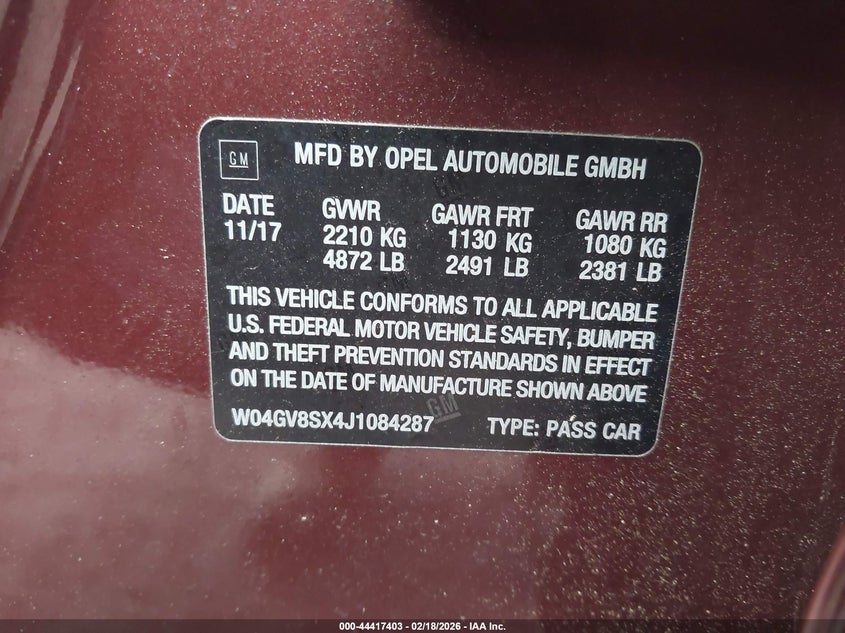 GM
MFD BY OPEL AUTOMOBILE GMBH
DATE GVWR GAWR FRT GAWR RR
11/17 2210 KG 1130 KG 1080 KG
4872 LB 2491 LB 2381 LB
THIS VEHICLE CONFORMS TO ALL APPLICABLE
U.S. FEDERAL MOTOR VEHICLE SAFETY, BUMPER
AND THEFT PREVENTION STANDARDS IN EFFECT
ON THE DATE OF MANUFACTURE SHOWN ABOVE
W04GV8SX4J1084287 TYPE: PASS CAR
000-44417403 - 02/18/2026 - IAA Inc.